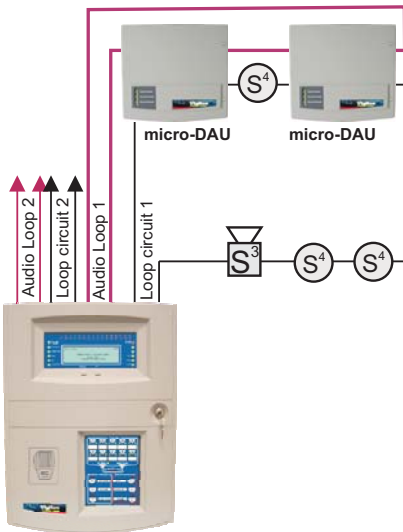 S4
micro-DAU
micro-DAU
Audio Loop 2
Loop circuit 2
Audio Loop 1
Loop circuit 1
S3
S4
S4